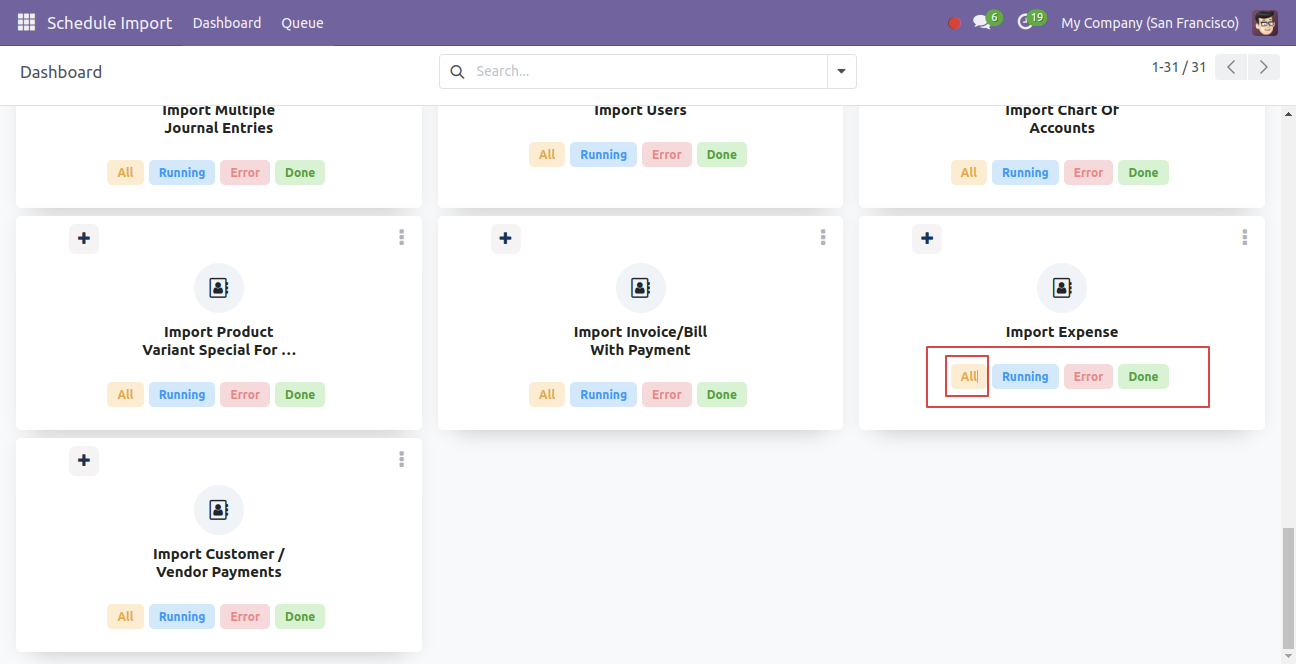 Schedule Import Dashboard Queue 6 19 My Company (San Francisco)
Dashboard Search... 1-31 / 31
Import Multiple
Journal Entries
All Running Error Done
Import Users
All Running Error Done
Import Chart Of
Accounts
All Running Error Done
Import Product
Variant Special For ...
All Running Error Done
Import Invoice/Bill
With Payment
All Running Error Done
Import Expense
All Running Error Done
Import Customer /
Vendor Payments
All Running Error Done